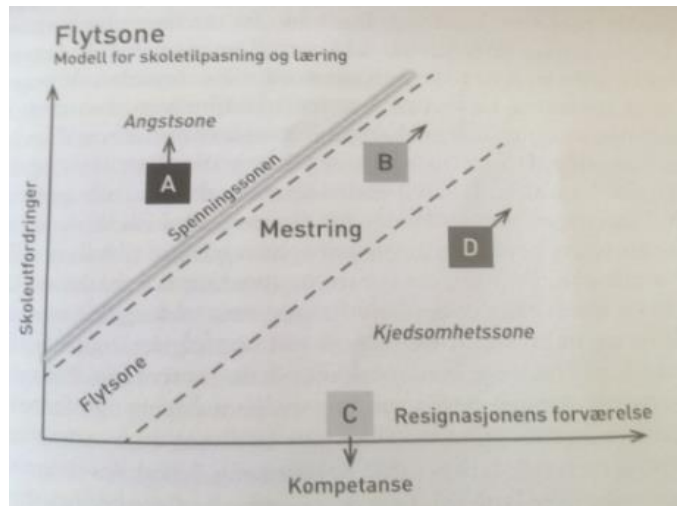 Flytsone
Modell for skoletilpasning og læring
Angstsone
A
B
Spenningssonen
Mestring
D
Skoleutfordringer
Kjedsomhetssone
Flytsone
C
Resignasjonens forværelse
Kompetanse